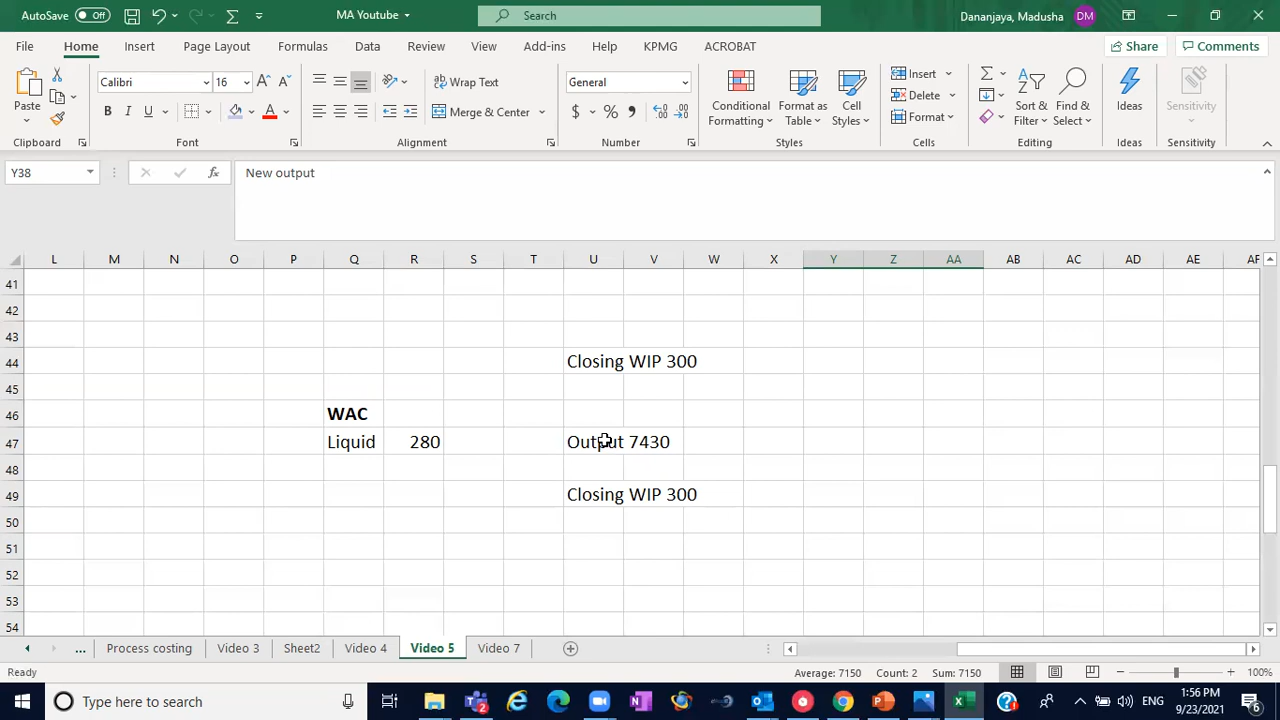 AutoSave Off MA Youtube Search Dananjaya, Madusha DM
File Home Insert Page Layout Formulas Data Review View Add-ins Help KPMG ACROBAT Share Comments
Paste Calibri 16 Wrap Text General Conditional Formatting Format as Table Cell Styles Insert Sort & Filter Find & Select Ideas Sensitivity
B I U Merge & Center $ % Delete
Format
Clipboard Font Alignment Number Styles Cells Editing Ideas Sensitivity
Y38 fx New output
L M N O P Q R S T U V W X Y Z AA AB AC AD AE AF
41
42
43
44 Closing WIP 300
45
46 WAC
47 Liquid 280 Output 7430
48
49 Closing WIP 300
50
51
52
53
54
... Process costing Video 3 Sheet2 Video 4 Video 5 Video 7
Ready Average: 7150 Count: 2 Sum: 7150 100%
Type here to search ENG 1:56 PM 9/23/2021 6